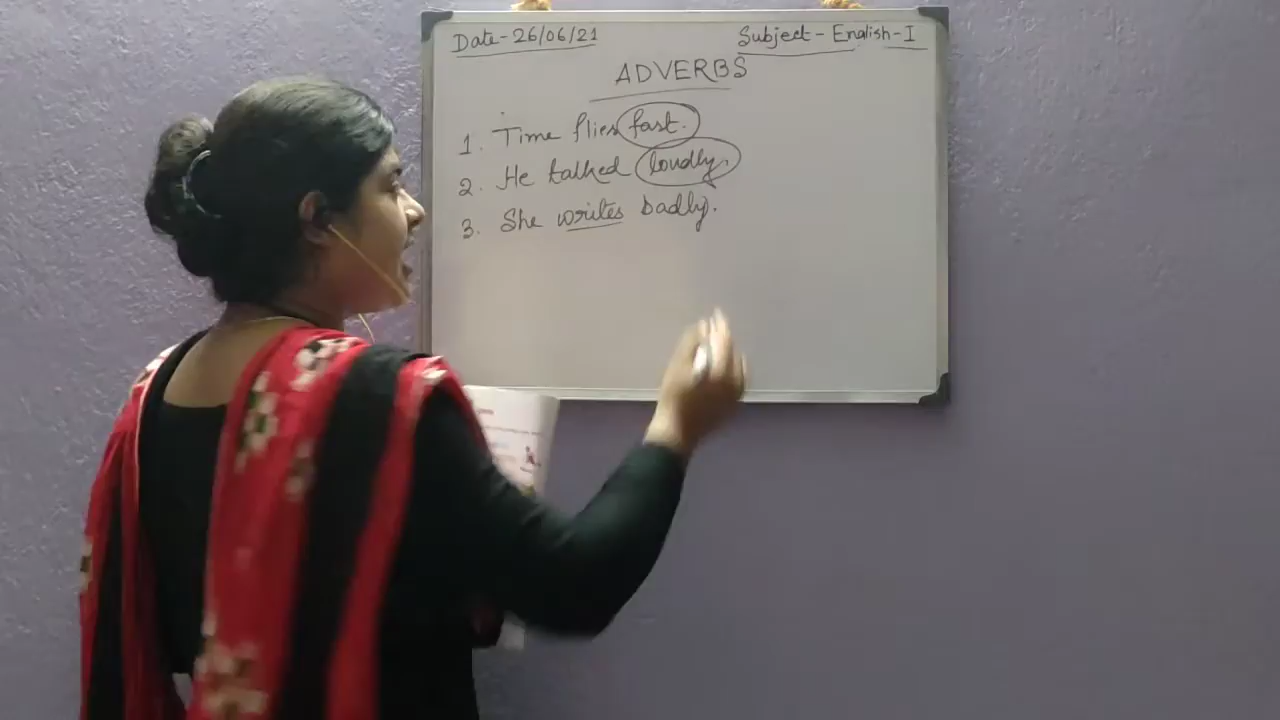 Date-26/06/21
Subject - English-I
ADVERBS
1. Time flies fast.
2. He talked loudly.
3. She writes badly.